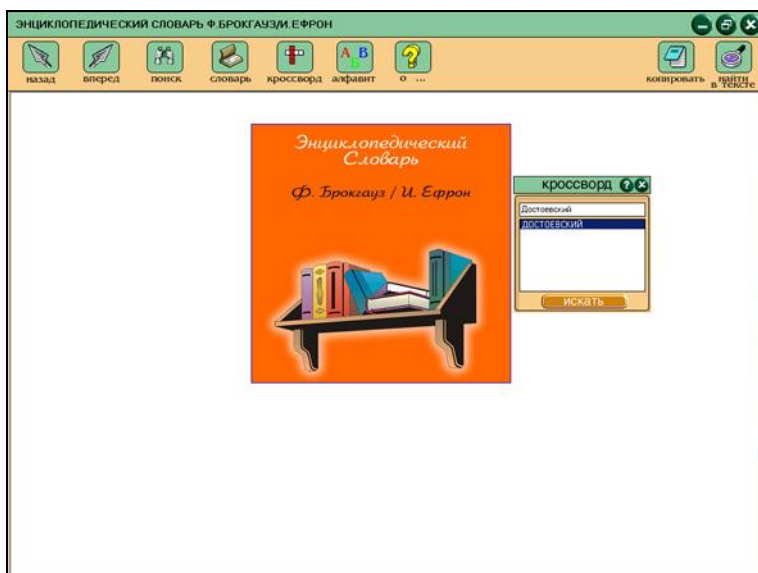 ЭНЦИКЛОПЕДИЧЕСКИЙ СЛОВАРЬ Ф.БРОКГАУЗ/И.ЕФРОН
назад
вперед
поиск
словарь
кроссворд
А В Б
алфавит
?
о ...
копировать
найти
в тексте
Энциклопедический
Словарь
Ф. Брокгауз / И. Ефрон
кроссворд ?
Достоевский
ДОСТОЕВСКИЙ
искать